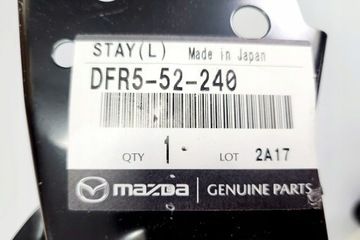 STAY(L) Made in Japan
DFR5-52-240
QTY 1 LOT 2A17
mazda GENUINE PARTS